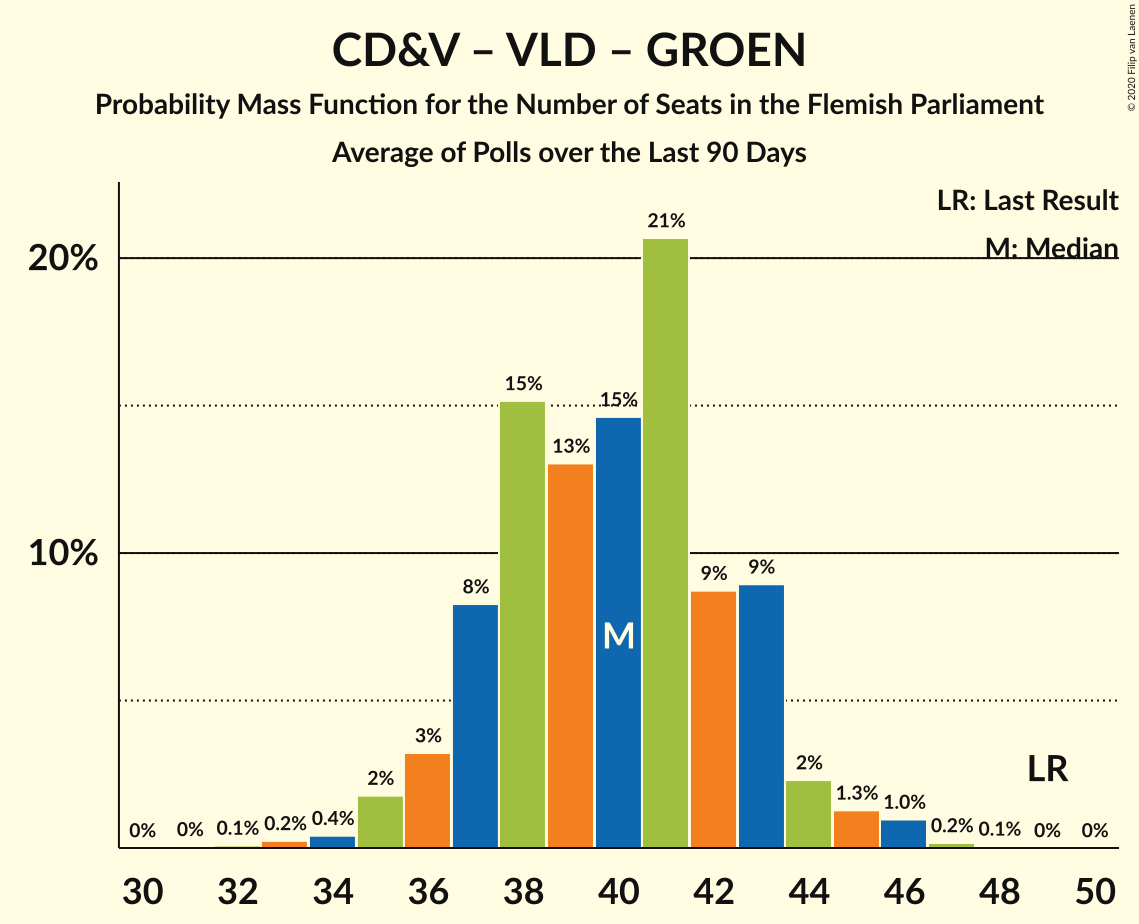 CD&V – VLD – GROEN
Probability Mass Function for the Number of Seats in the Flemish Parliament
Average of Polls over the Last 90 Days
© 2020 Filip van Laenen
LR: Last Result
M: Median
20%
10%
0% 0% 0.1% 0.2% 0.4% 2% 3% 8% 15% 13% 15% 21% 9% 9% 2% 1.3% 1.0% 0.2% 0.1% 0% 0%
M
LR
30 32 34 36 38 40 42 44 46 48 50